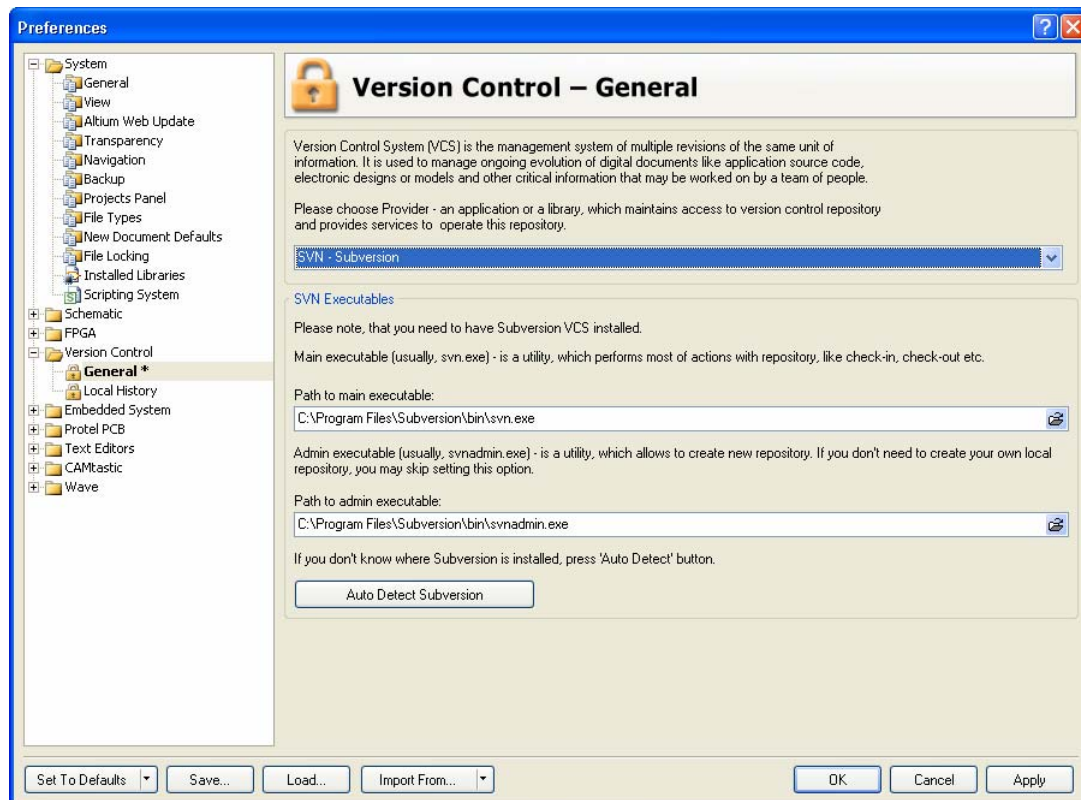 Preferences
System
General
View
Altium Web Update
Transparency
Navigation
Backup
Projects Panel
File Types
New Document Defaults
File Locking
Installed Libraries
Scripting System
Schematic
FPGA
Version Control
General *
Local History
Embedded System
Protel PCB
Text Editors
CAMtastic
Wave
Version Control – General
Version Control System (VCS) is the management system of multiple revisions of the same unit of
information. It is used to manage ongoing evolution of digital documents like application source code,
electronic designs or models and other critical information that may be worked on by a team of people.
Please choose Provider - an application or a library, which maintains access to version control repository
and provides services to operate this repository.
SVN - Subversion
SVN Executables
Please note, that you need to have Subversion VCS installed.
Main executable (usually, svn.exe) - is a utility, which performs most of actions with repository, like check-in, check-out etc.
Path to main executable:
C:\Program Files\Subversion\bin\svn.exe
Admin executable (usually, svnadmin.exe) - is a utility, which allows to create new repository. If you don't need to create your own local
repository, you may skip setting this option.
Path to admin executable:
C:\Program Files\Subversion\bin\svnadmin.exe
If you don't know where Subversion is installed, press 'Auto Detect' button.
Auto Detect Subversion
Set To Defaults
Save...
Load...
Import From...
OK
Cancel
Apply